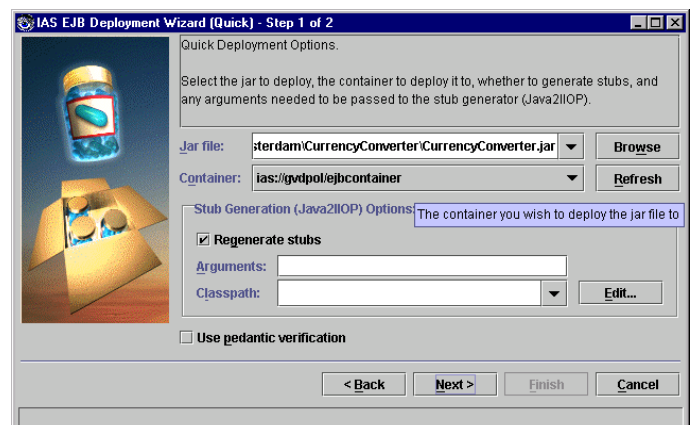 IAS EJB Deployment Wizard (Quick) - Step 1 of 2
Quick Deployment Options.
Select the jar to deploy, the container to deploy it to, whether to generate stubs, and
any arguments needed to be passed to the stub generator (Java2IIOP).
Jar file: sterdam\CurrencyConverter\CurrencyConverter.jar Browse
Container: ias://gvdpol/ejbcontainer Refresh
Stub Generation (Java2IIOP) Options:
The container you wish to deploy the jar file to
Regenerate stubs
Arguments:
Classpath: Edit...
Use pedantic verification
< Back Next > Finish Cancel